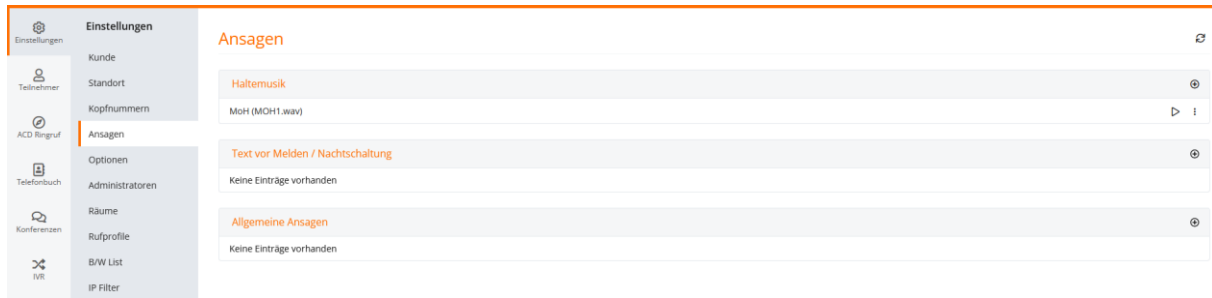 Einstellungen
Teilnehmer
ACD Ringruf
Telefonbuch
Konferenzen
IVR
Einstellungen
Kunde
Standort
Kopfnummern
Ansagen
Optionen
Administratoren
Räume
Rufprofile
B/W List
IP Filter
Ansagen
Haltemusik
MoH (MOH1.wav)
Text vor Melden / Nachtschaltung
Keine Einträge vorhanden
Allgemeine Ansagen
Keine Einträge vorhanden